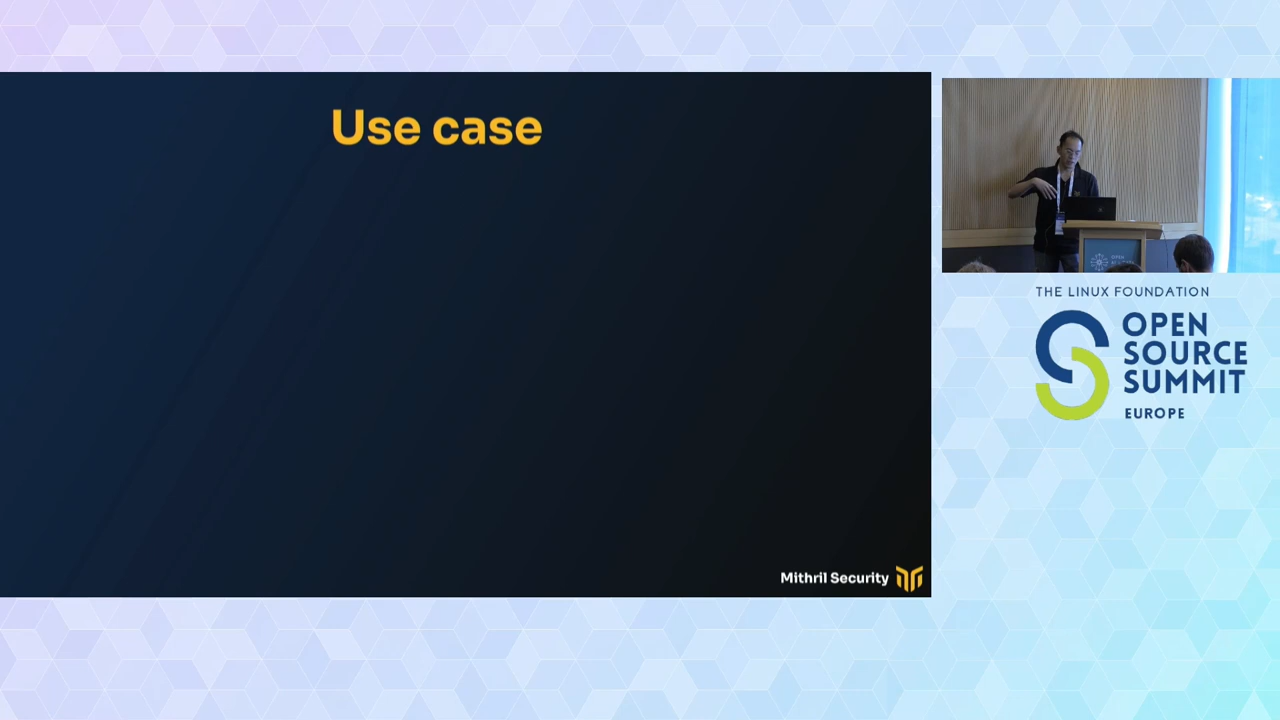 Use case
Mithril Security
THE LINUX FOUNDATION
OPEN
SOURCE
SUMMIT
EUROPE